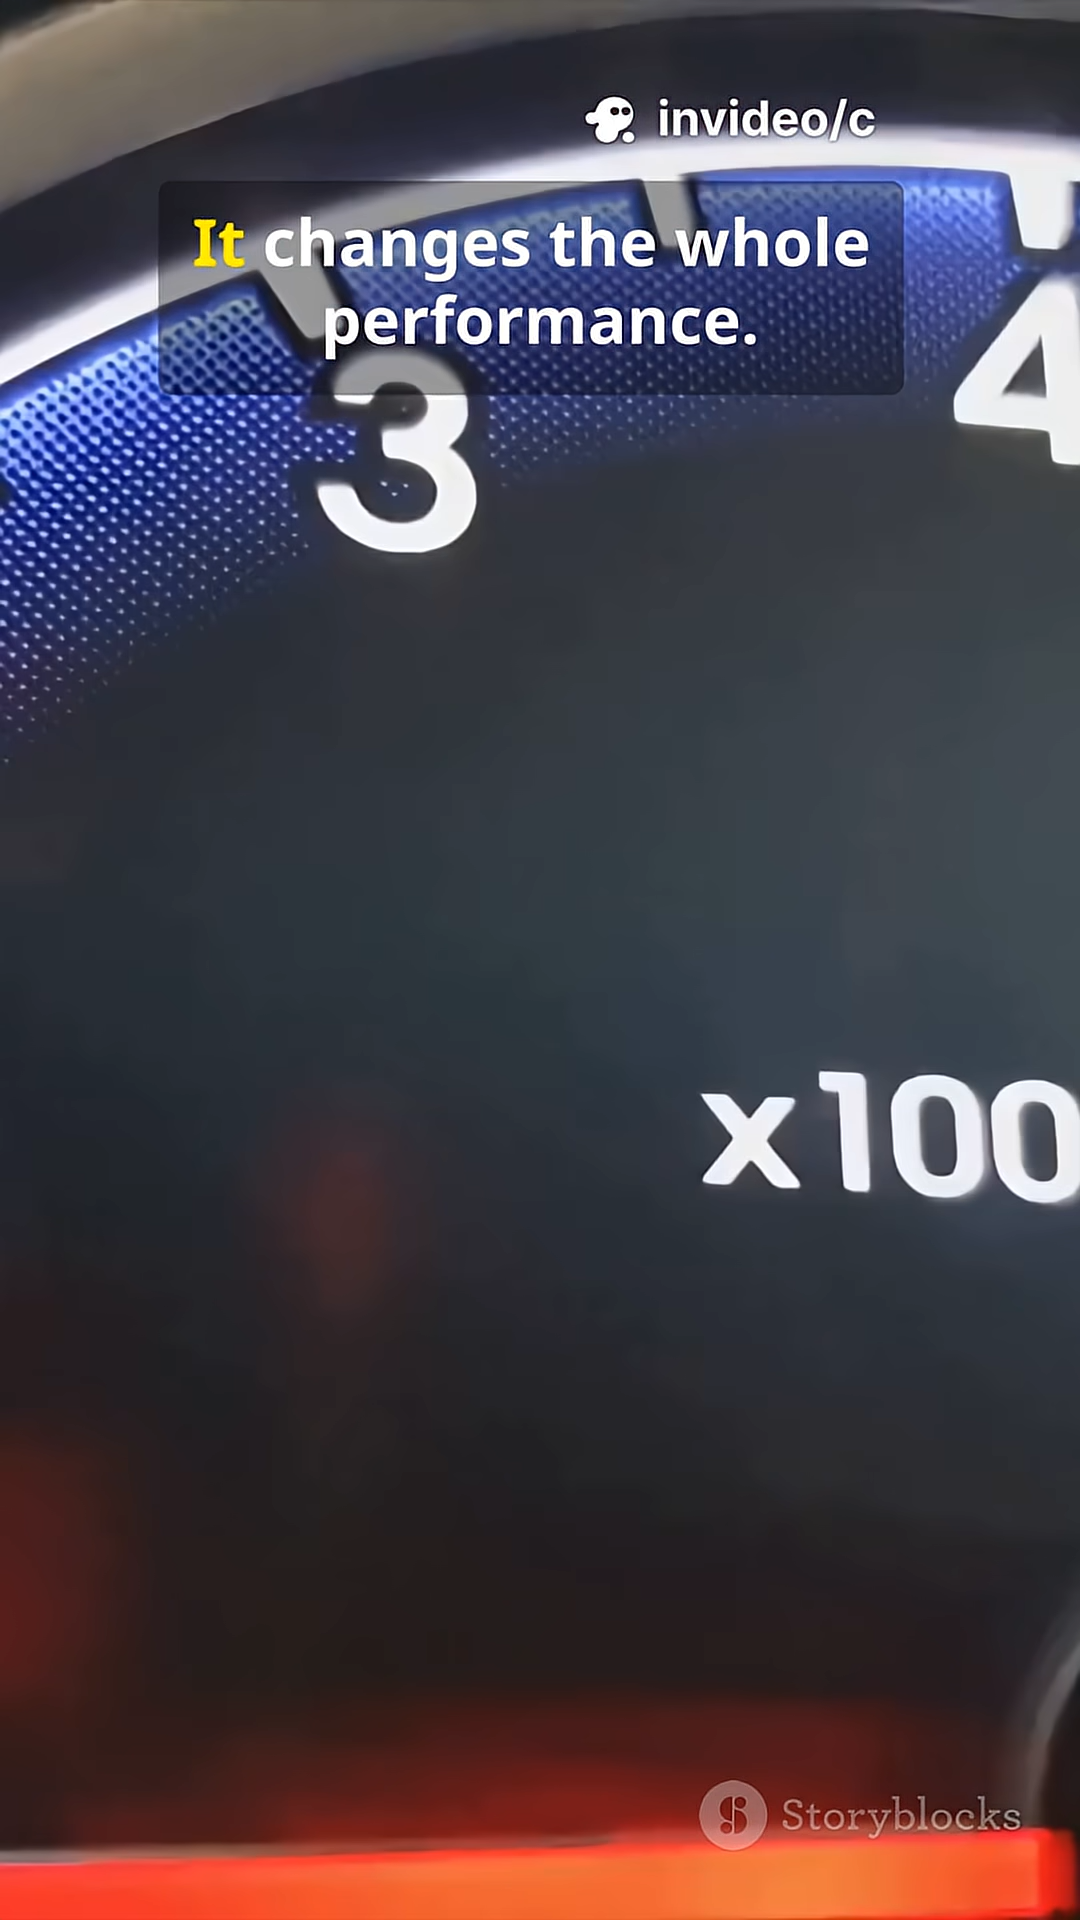 invideo/c
It changes the whole
performance.
3
4
x100
Storyblocks